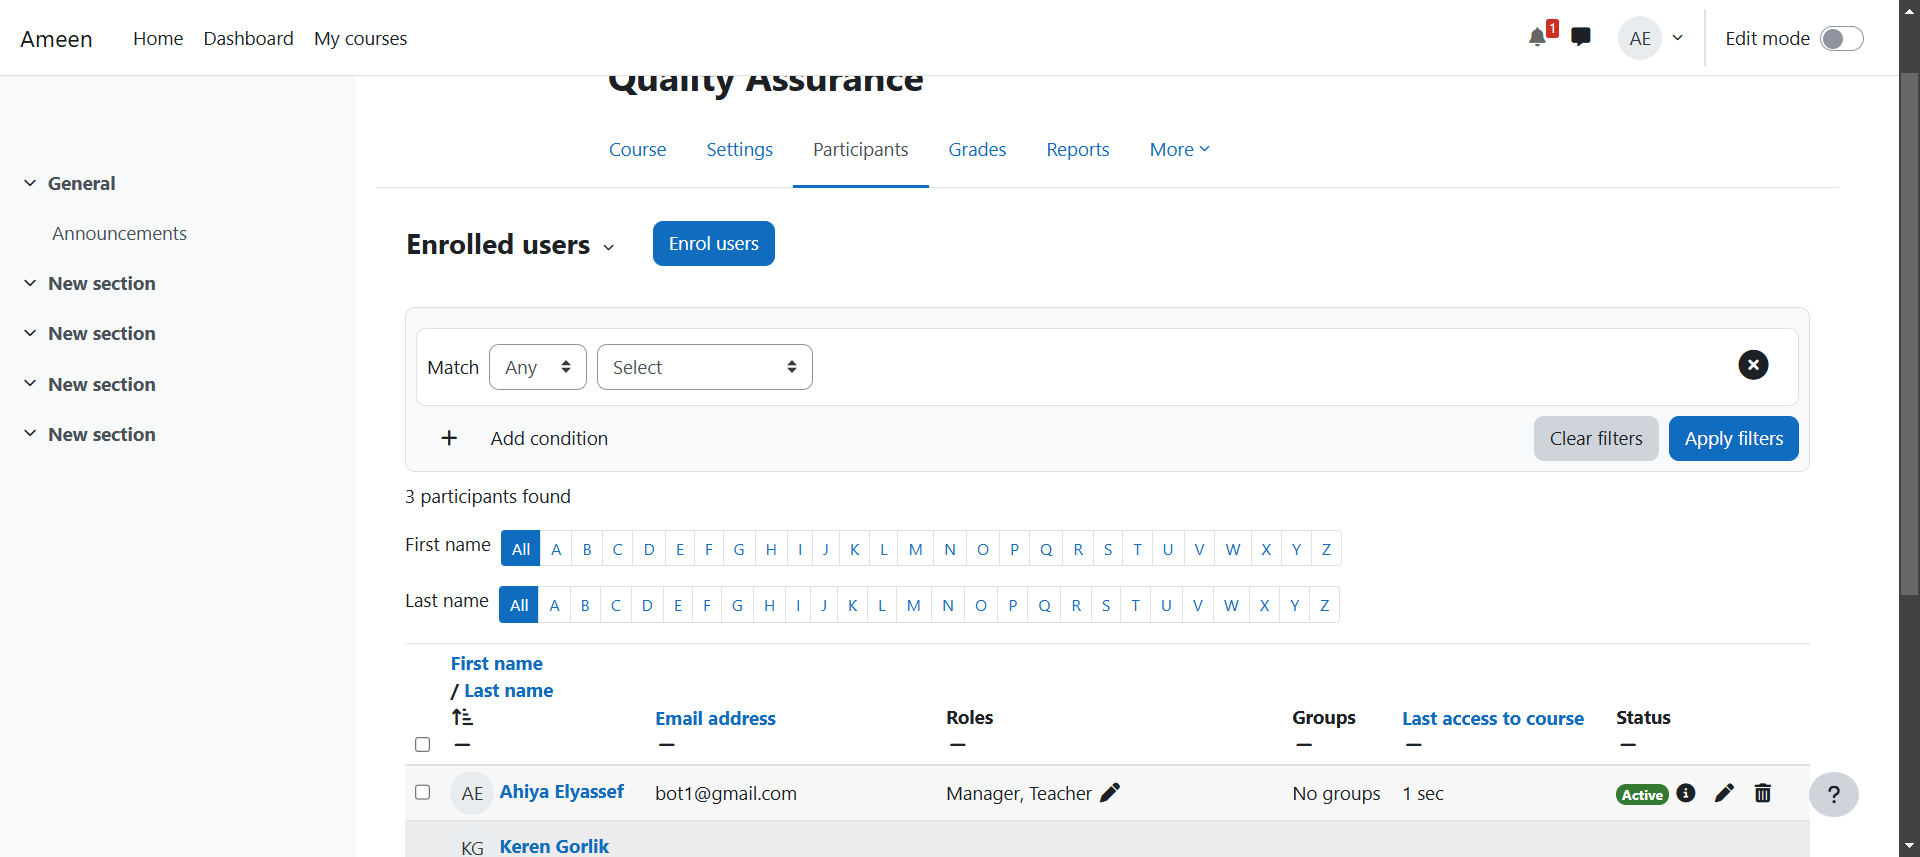 Ameen Home Dashboard My courses 1 AE Edit mode
Quality Assurance
Course Settings Participants Grades Reports More
General
Announcements
New section
New section
New section
New section
Enrolled users Enrol users
Match Any Select
Add condition Clear filters Apply filters
3 participants found
First name All A B C D E F G H I J K L M N O P Q R S T U V W X Y Z
Last name All A B C D E F G H I J K L M N O P Q R S T U V W X Y Z
First name
/ Last name
Email address Roles Groups Last access to course Status
AE Ahiya Elyassef bot1@gmail.com Manager, Teacher No groups 1 sec Active ?
KG Keren Gorlik